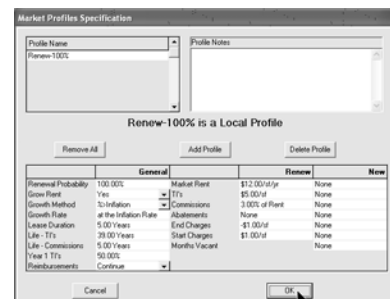 Market Profiles Specification
Profile Name
Profile Notes
Renew-100%
Renew-100% is a Local Profile
Remove All
Add Profile
Delete Profile
General
Renew
New
Renewal Probability 100.00% Market Rent $12.00/sf/yr None
Grow Rent Yes TI's $5.00/sf None
Growth Method % Inflation Commissions 3.00% of Rent None
Growth Rate at the Inflation Rate Abatements None None
Lease Duration 5.00 Years End Charges -$1.00/sf None
Life - TI's 39.00 Years Start Charges $1.00/sf None
Life - Commissions 5.00 Years Months Vacant None
Year 1 TI's 50.00%
Reimbursements Continue
Cancel
OK